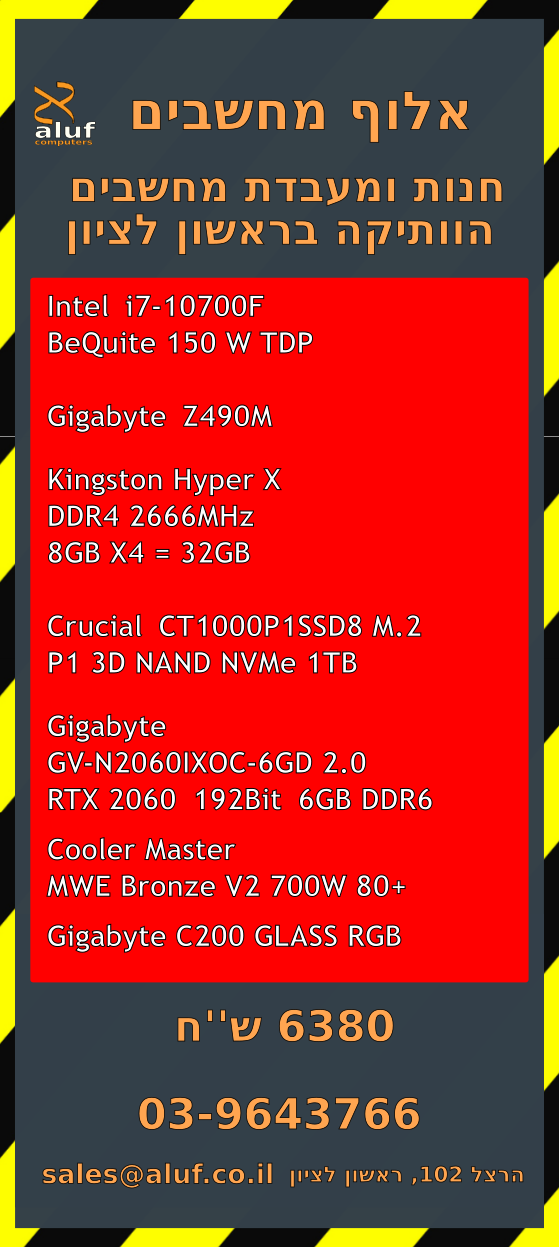 aluf
computers
אלוף מחשבים
חנות ומעבדת מחשבים
הוותיקה בראשון לציון
Intel i7-10700F
BeQuite 150 W TDP
Gigabyte Z490M
Kingston Hyper X
DDR4 2666MHz
8GB X4 = 32GB
Crucial CT1000P1SSD8 M.2
P1 3D NAND NVMe 1TB
Gigabyte
GV-N2060IXOC-6GD 2.0
RTX 2060 192Bit 6GB DDR6
Cooler Master
MWE Bronze V2 700W 80+
Gigabyte C200 GLASS RGB
6380 ש''ח
03-9643766
הרצל 102, ראשון לציון sales@aluf.co.il